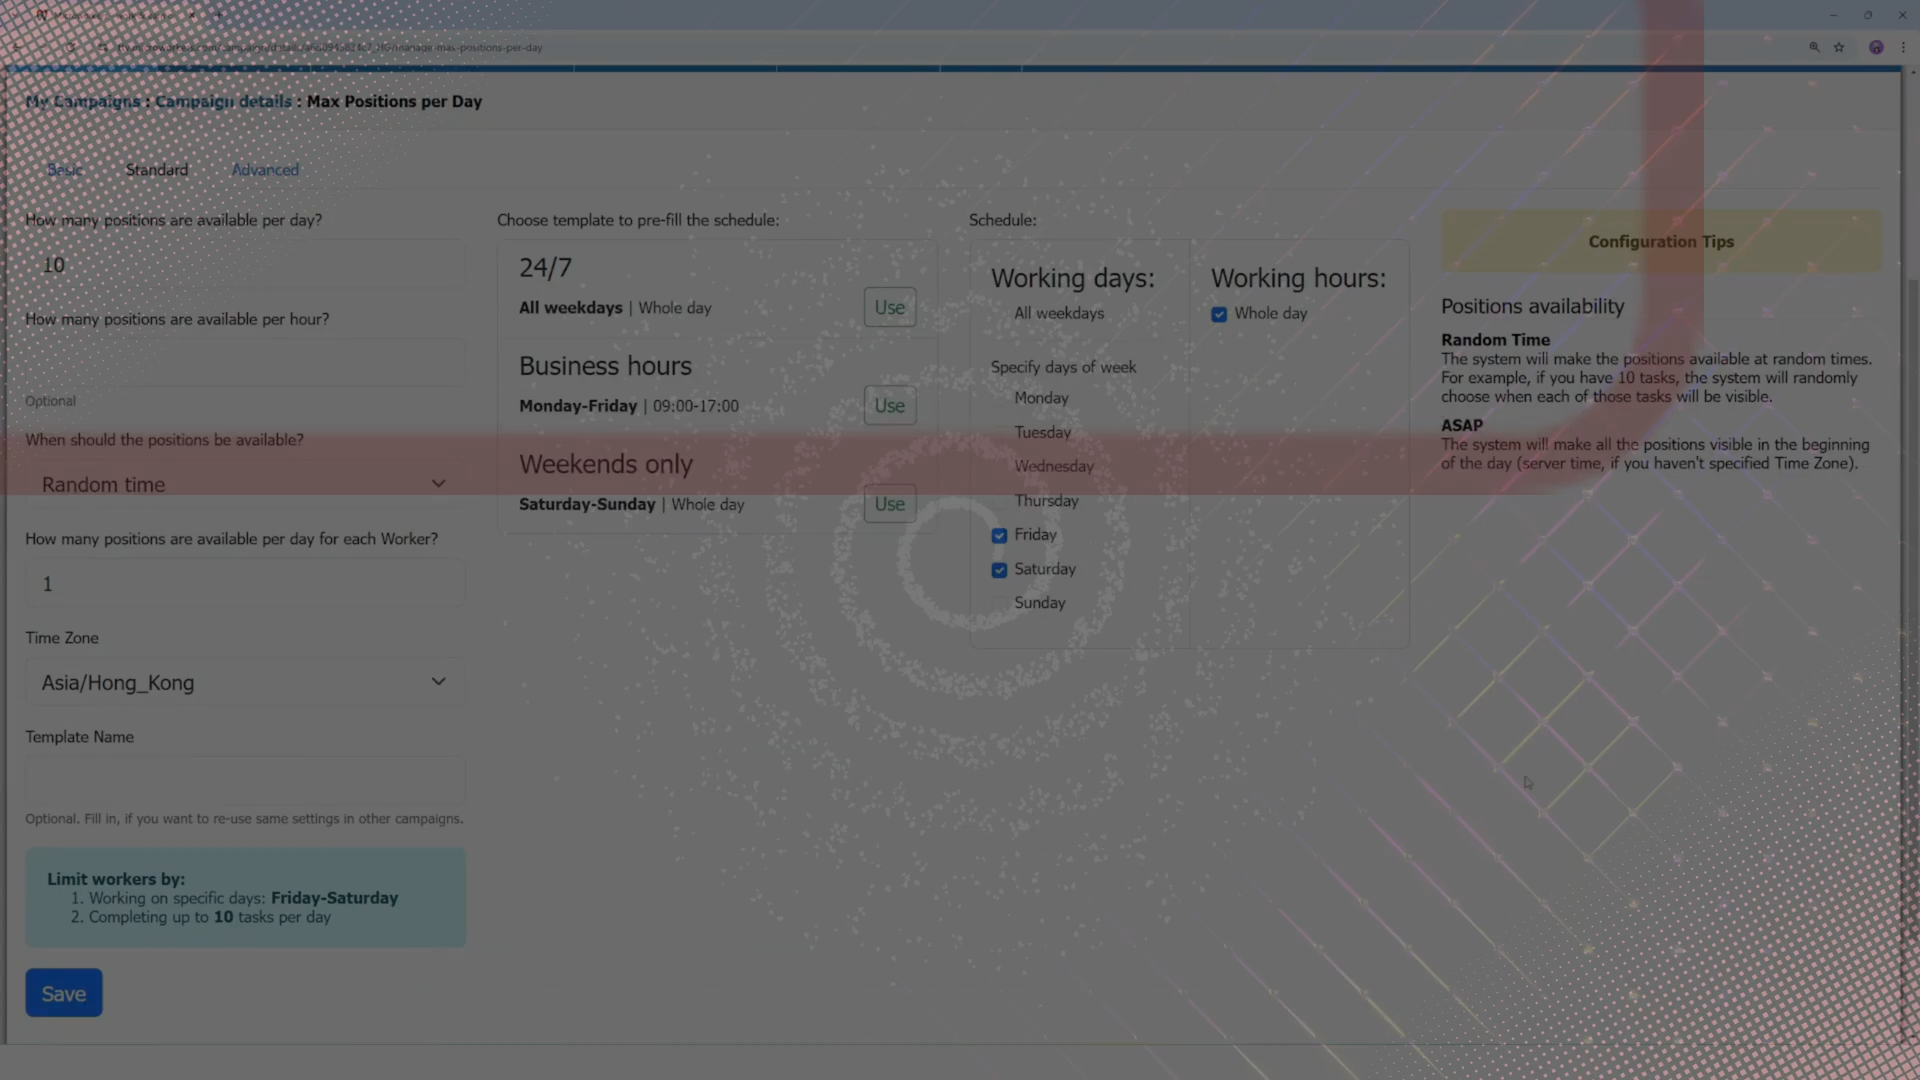 My Campaigns : Campaign details : Max Positions per Day
Basic
Standard
Advanced
How many positions are available per day?
10
How many positions are available per hour?
Optional
When should the positions be available?
Random time
How many positions are available per day for each Worker?
1
Time Zone
Asia/Hong_Kong
Template Name
Optional. Fill in, if you want to re-use same settings in other campaigns.
Limit workers by:
1. Working on specific days: Friday-Saturday
2. Completing up to 10 tasks per day
Save
Choose template to pre-fill the schedule:
24/7
All weekdays | Whole day
Use
Business hours
Monday-Friday | 09:00-17:00
Use
Weekends only
Saturday-Sunday | Whole day
Use
Schedule:
Working days:
All weekdays
Specify days of week
Monday
Tuesday
Wednesday
Thursday
Friday
Saturday
Sunday
Working hours:
Whole day
Configuration Tips
Positions availability
Random Time
The system will make the positions available at random times.
For example, if you have 10 tasks, the system will randomly
choose when each of those tasks will be visible.
ASAP
The system will make all the positions visible in the beginning
of the day (server time, if you haven't specified Time Zone).